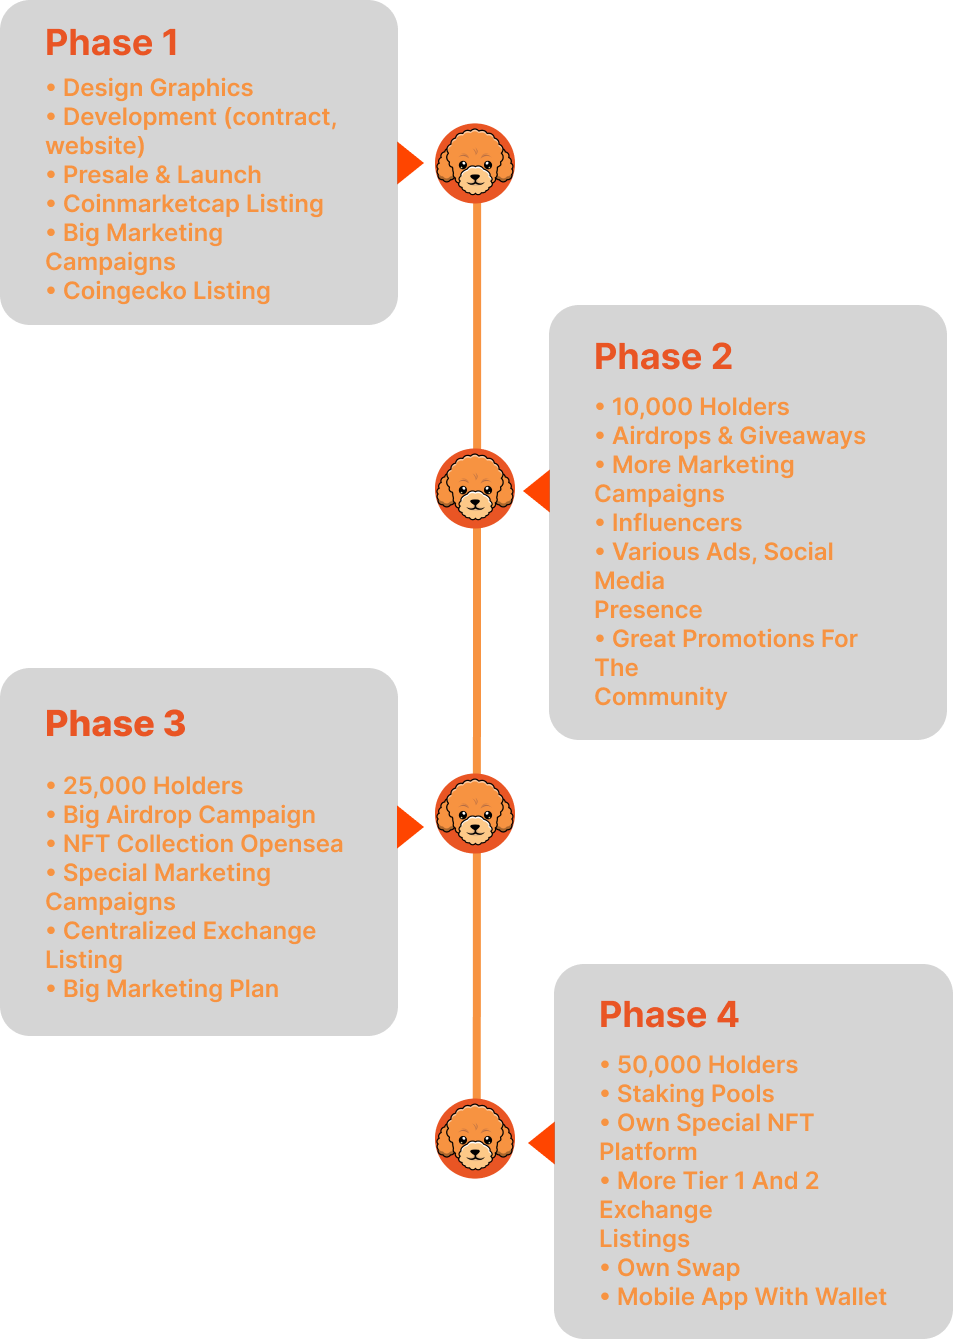 Phase 1
• Design Graphics
• Development (contract,
website)
• Presale & Launch
• Coinmarketcap Listing
• Big Marketing
Campaigns
• Coingecko Listing
Phase 2
• 10,000 Holders
• Airdrops & Giveaways
• More Marketing
Campaigns
• Influencers
• Various Ads, Social
Media
Presence
• Great Promotions For
The
Community
Phase 3
• 25,000 Holders
• Big Airdrop Campaign
• NFT Collection Opensea
• Special Marketing
Campaigns
• Centralized Exchange
Listing
• Big Marketing Plan
Phase 4
• 50,000 Holders
• Staking Pools
• Own Special NFT
Platform
• More Tier 1 And 2
Exchange
Listings
• Own Swap
• Mobile App With Wallet